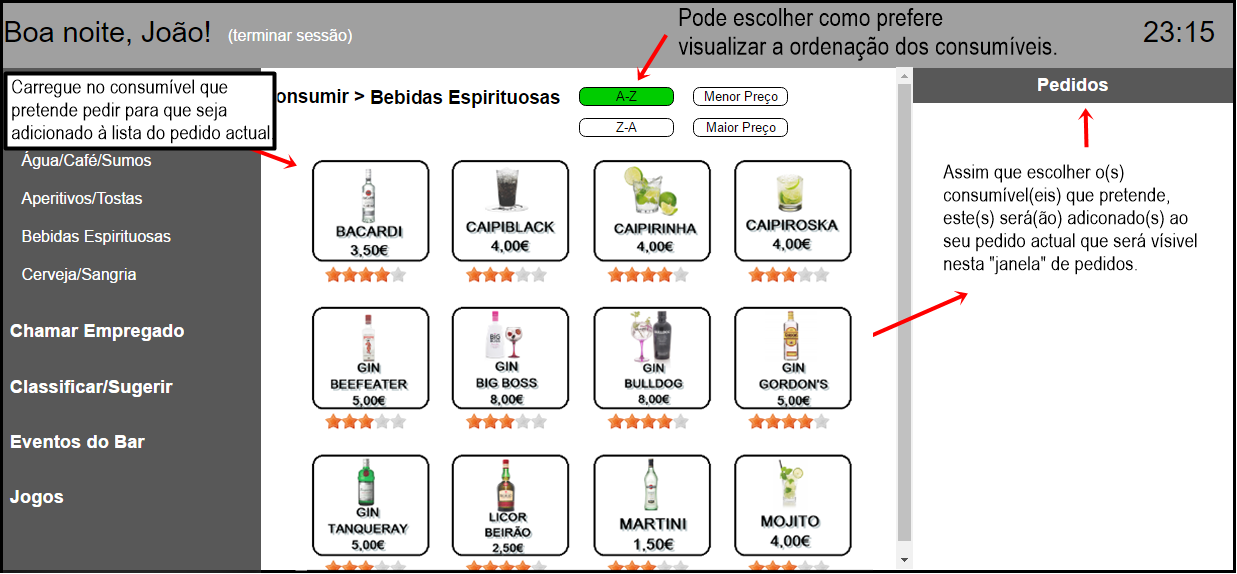 Boa noite, João! (terminar sessão)
Pode escolher como prefere
visualizar a ordenação dos consumíveis.
23:15
Carregue no consumível que
pretende pedir para que seja
adicionado à lista do pedido actual.
onsumir > Bebidas Espirituosas
A-Z
Menor Preço
Z-A
Maior Preço
Pedidos
Água/Café/Sumos
Aperitivos/Tostas
Bebidas Espirituosas
Cerveja/Sangria
Chamar Empregado
Classificar/Sugerir
Eventos do Bar
Jogos
BACARDI
3,50€
CAIPIBLACK
4,00€
CAIPIRINHA
4,00€
CAIPIROSKA
4,00€
GIN
BEEFEATER
5,00€
GIN
BIG BOSS
8,00€
GIN
BULLDOG
8,00€
GIN
GORDON'S
5,00€
GIN
TANQUERAY
5,00€
LICOR
BEIRÃO
2,50€
MARTINI
1,50€
MOJITO
4,00€
Assim que escolher o(s)
consumível(eis) que pretende,
este(s) será(ão) adiconado(s) ao
seu pedido actual que será vísivel
nesta "janela" de pedidos.